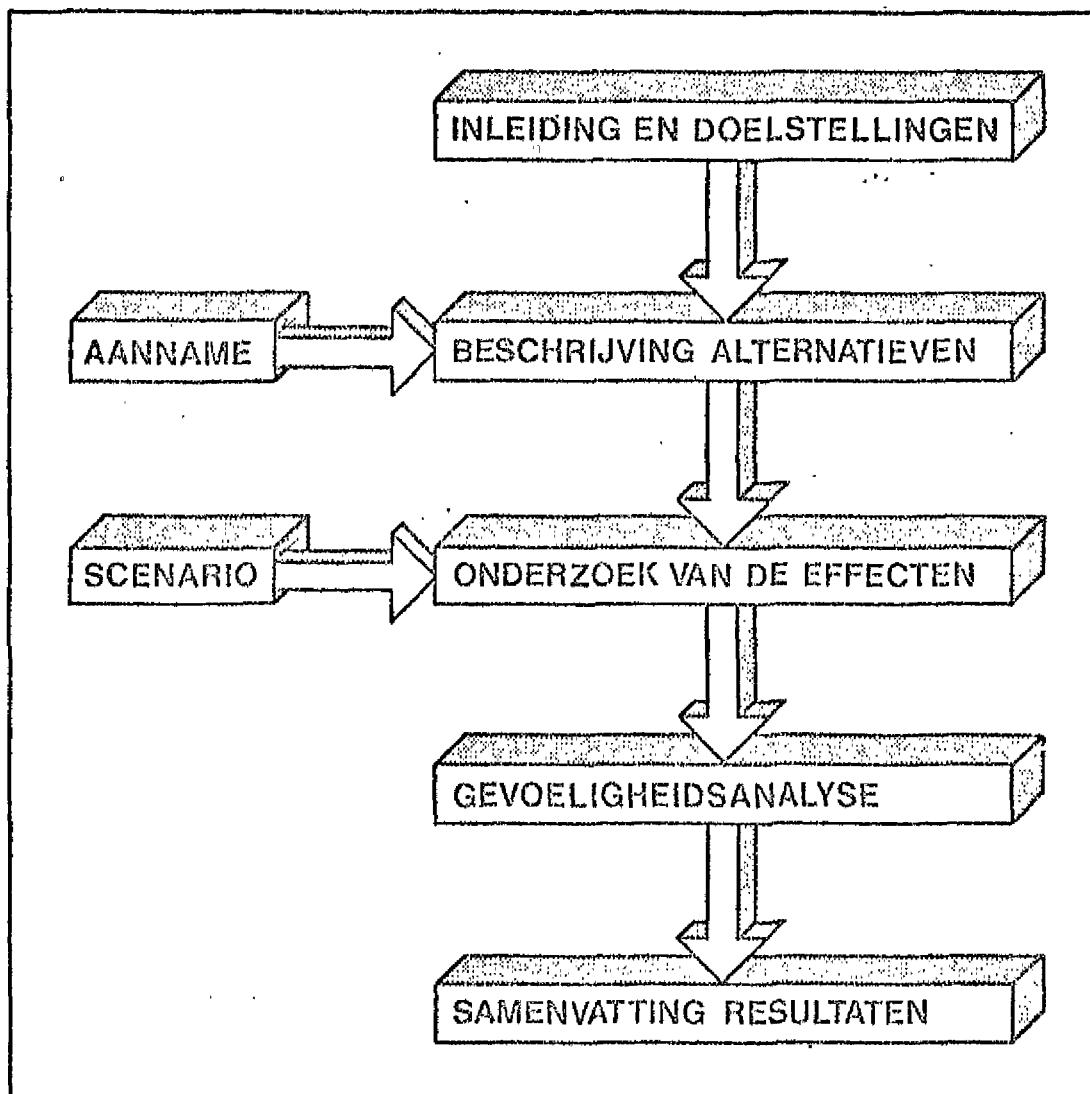 INLEIDING EN DOELSTELLINGEN
AANNAME
BESCHRIJVING ALTERNATIEVEN
SCENARIO
ONDERZOEK VAN DE EFFECTEN
GEVOELIGHEIDSANALYSE
SAMENVATTING RESULTATEN